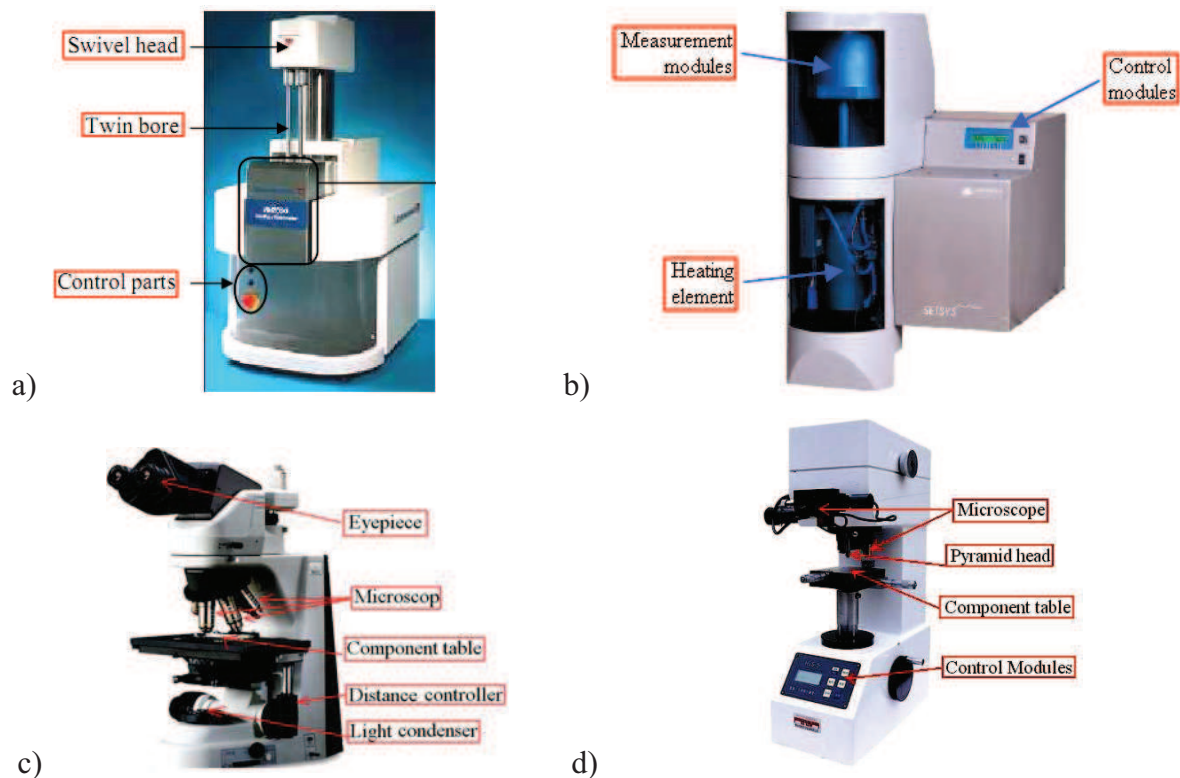 Swivel head
Twin bore
Control parts
a)
Measurement
modules
Control
modules
Heating
element
SETSYS
b)
Eyepiece
Microscop
Component table
Distance controller
Light condenser
c)
Microscope
Pyramid head
Component table
Control Modules
d)